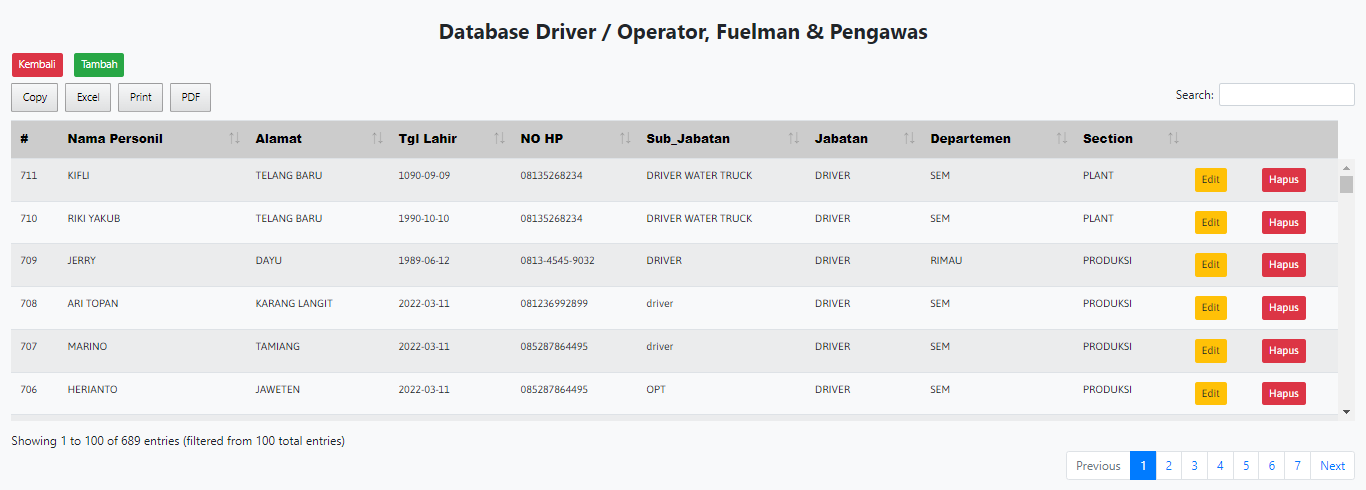 Database Driver / Operator, Fuelman & Pengawas
Kembali Tambah
Copy Excel Print PDF Search:
# Nama Personil Alamat Tgl Lahir NO HP Sub_Jabatan Jabatan Departemen Section
711 KIFLI TELANG BARU 1090-09-09 08135268234 DRIVER WATER TRUCK DRIVER SEM PLANT Edit Hapus
710 RIKI YAKUB TELANG BARU 1990-10-10 08135268234 DRIVER WATER TRUCK DRIVER SEM PLANT Edit Hapus
709 JERRY DAYU 1989-06-12 0813-4545-9032 DRIVER DRIVER RIMAU PRODUKSI Edit Hapus
708 ARI TOPAN KARANG LANGIT 2022-03-11 081236992899 driver DRIVER SEM PRODUKSI Edit Hapus
707 MARINO TAMIANG 2022-03-11 085287864495 driver DRIVER SEM PRODUKSI Edit Hapus
706 HERIANTO JAWETEN 2022-03-11 085287864495 OPT DRIVER SEM PRODUKSI Edit Hapus
Showing 1 to 100 of 689 entries (filtered from 100 total entries)
Previous 1 2 3 4 5 6 7 Next